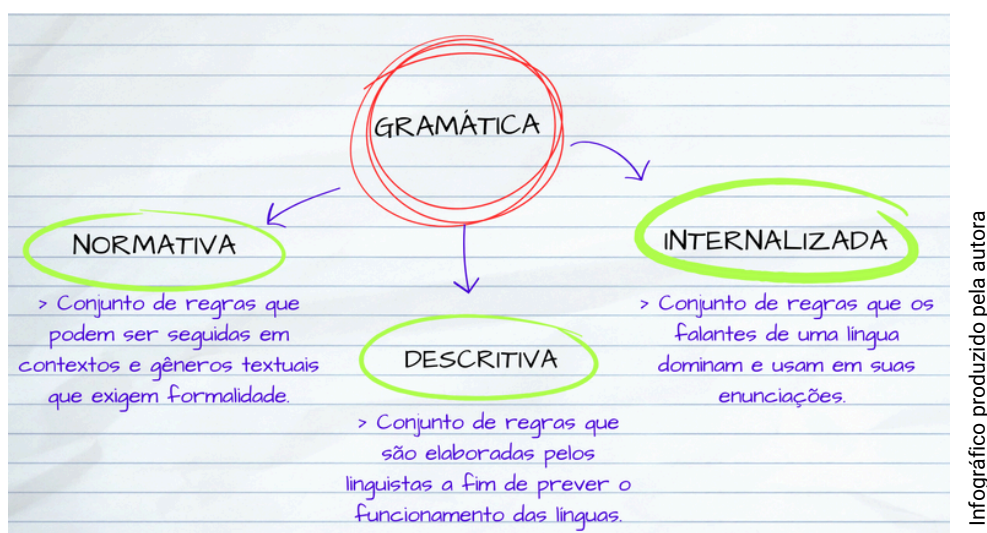 GRAMÁTICA
NORMATIVA
> Conjunto de regras que
podem ser seguidas em
contextos e gêneros textuais
que exigem formalidade.
DESCRITIVA
> Conjunto de regras que
são elaboradas pelos
linguistas a fim de prever o
funcionamento das línguas.
INTERNALIZADA
> Conjunto de regras que os
falantes de uma língua
dominam e usam em suas
enunciações.
Infográfico produzido pela autora